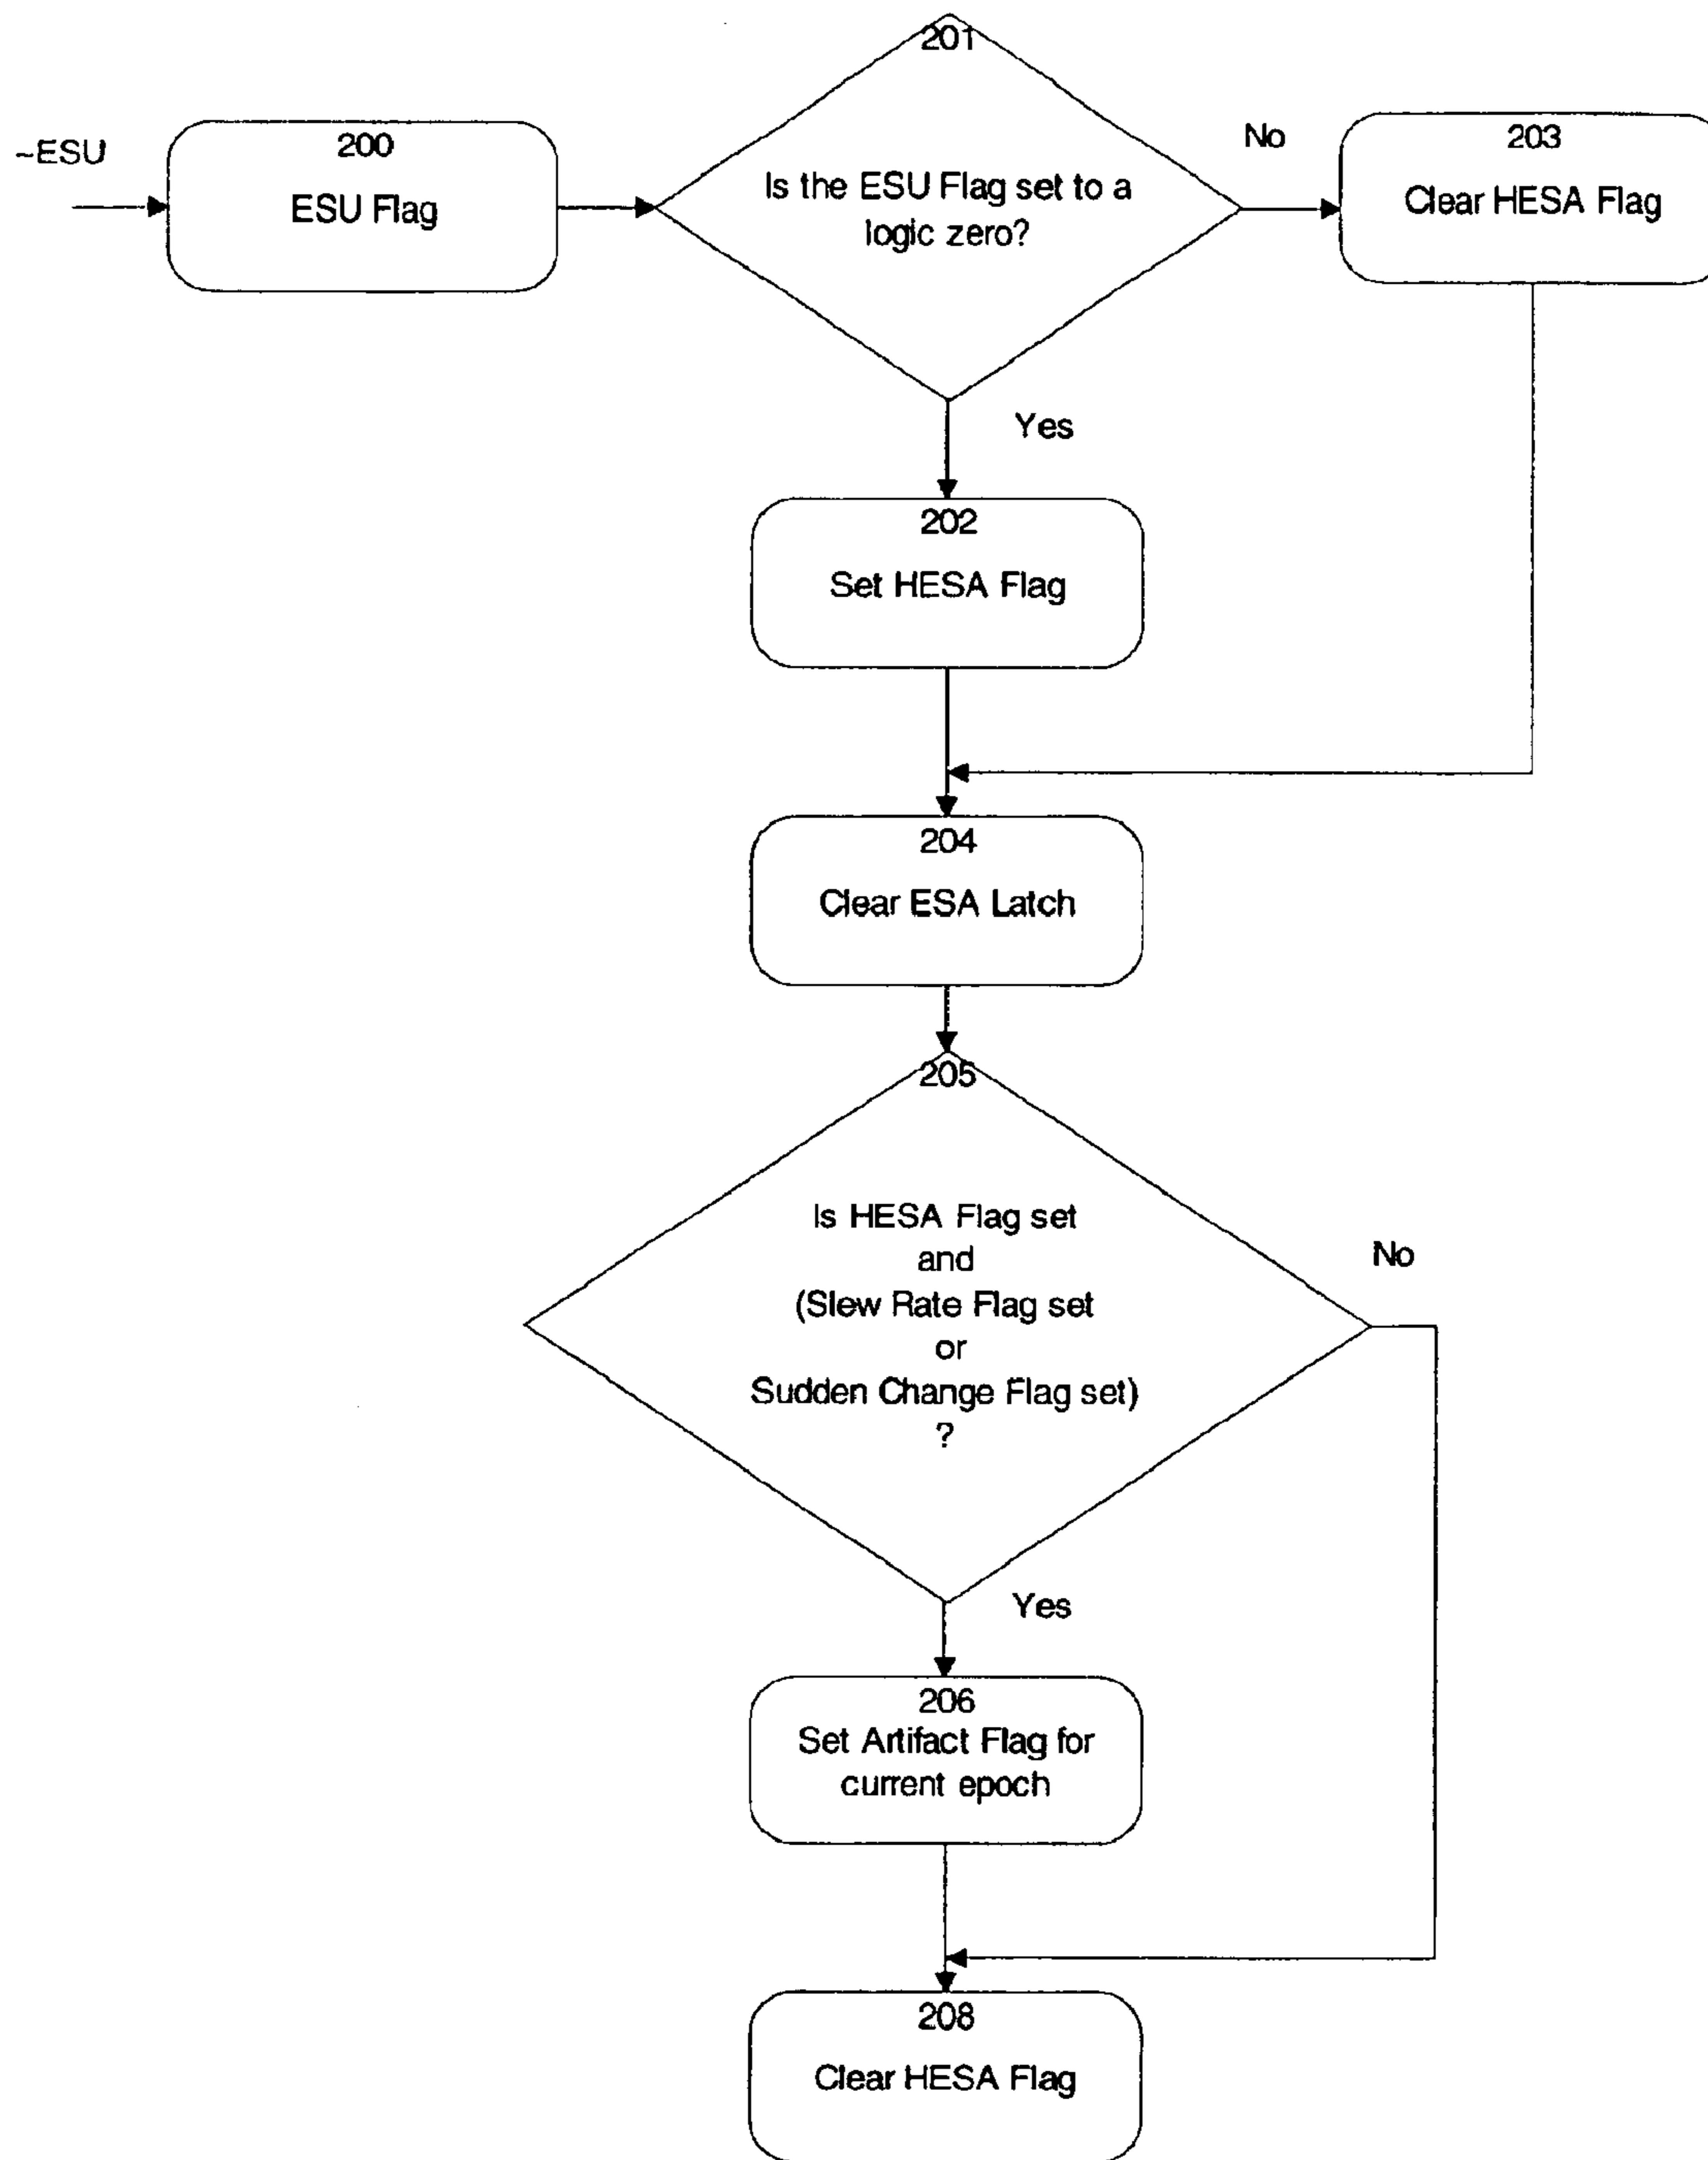 201
~ESU
200
ESU Flag
Is the ESU Flag set to a
logic zero?
No
203
Clear HESA Flag
Yes
202
Set HESA Flag
204
Clear ESA Latch
205
Is HESA Flag set
and
(Slew Rate Flag set
or
Sudden Change Flag set)
?
No
Yes
206
Set Artifact Flag for
current epoch
208
Clear HESA Flag